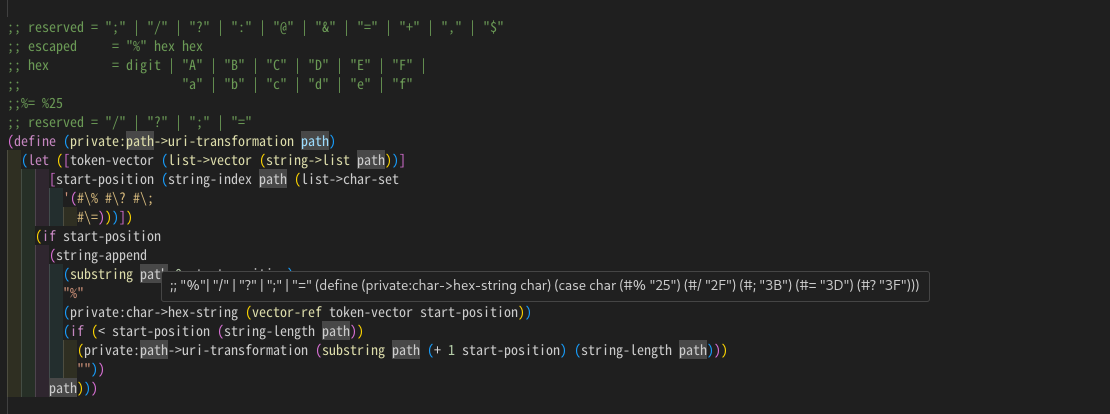 ;; reserved = ";" | "/" | "?" | ":" | "@" | "&" | "=" | "+" | "," | "$"
;; escaped     = "%" hex hex
;; hex         = digit | "A" | "B" | "C" | "D" | "E" | "F" |
;;                       "a" | "b" | "c" | "d" | "e" | "f"
;;%= %25
;; reserved = "/" | "?" | ";" | "="
(define (private:path->uri-transformation path)
  (let ([token-vector (list->vector (string->list path))]
      [start-position (string-index path (list->char-set
        '(#\% #\? #\;
          #\=)))])
    (if start-position
      (string-append
        (substring path
;; "%"| "/" | "?" | ";" | "=" (define (private:char->hex-string char) (case char (#% "25") (#/ "2F") (#; "3B") (#= "3D") (#? "3F")))
        "%"
        (private:char->hex-string (vector-ref token-vector start-position))
        (if (< start-position (string-length path))
          (private:path->uri-transformation (substring path (+ 1 start-position) (string-length path)))
          ""))
      path)))